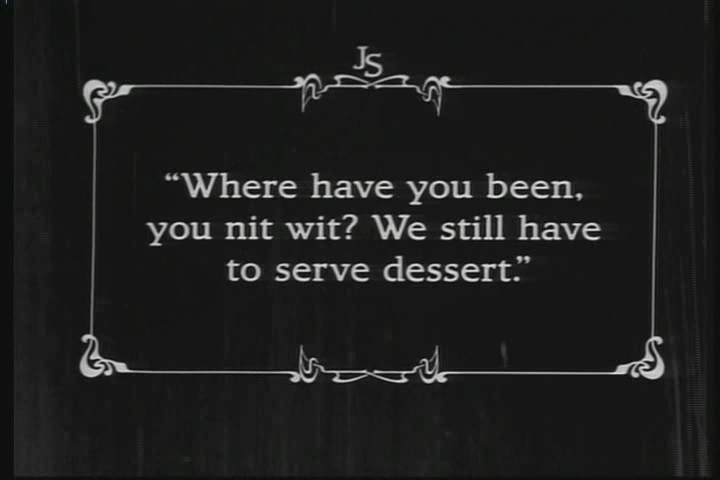 JS
“Where have you been,
you nit wit? We still have
to serve dessert.”